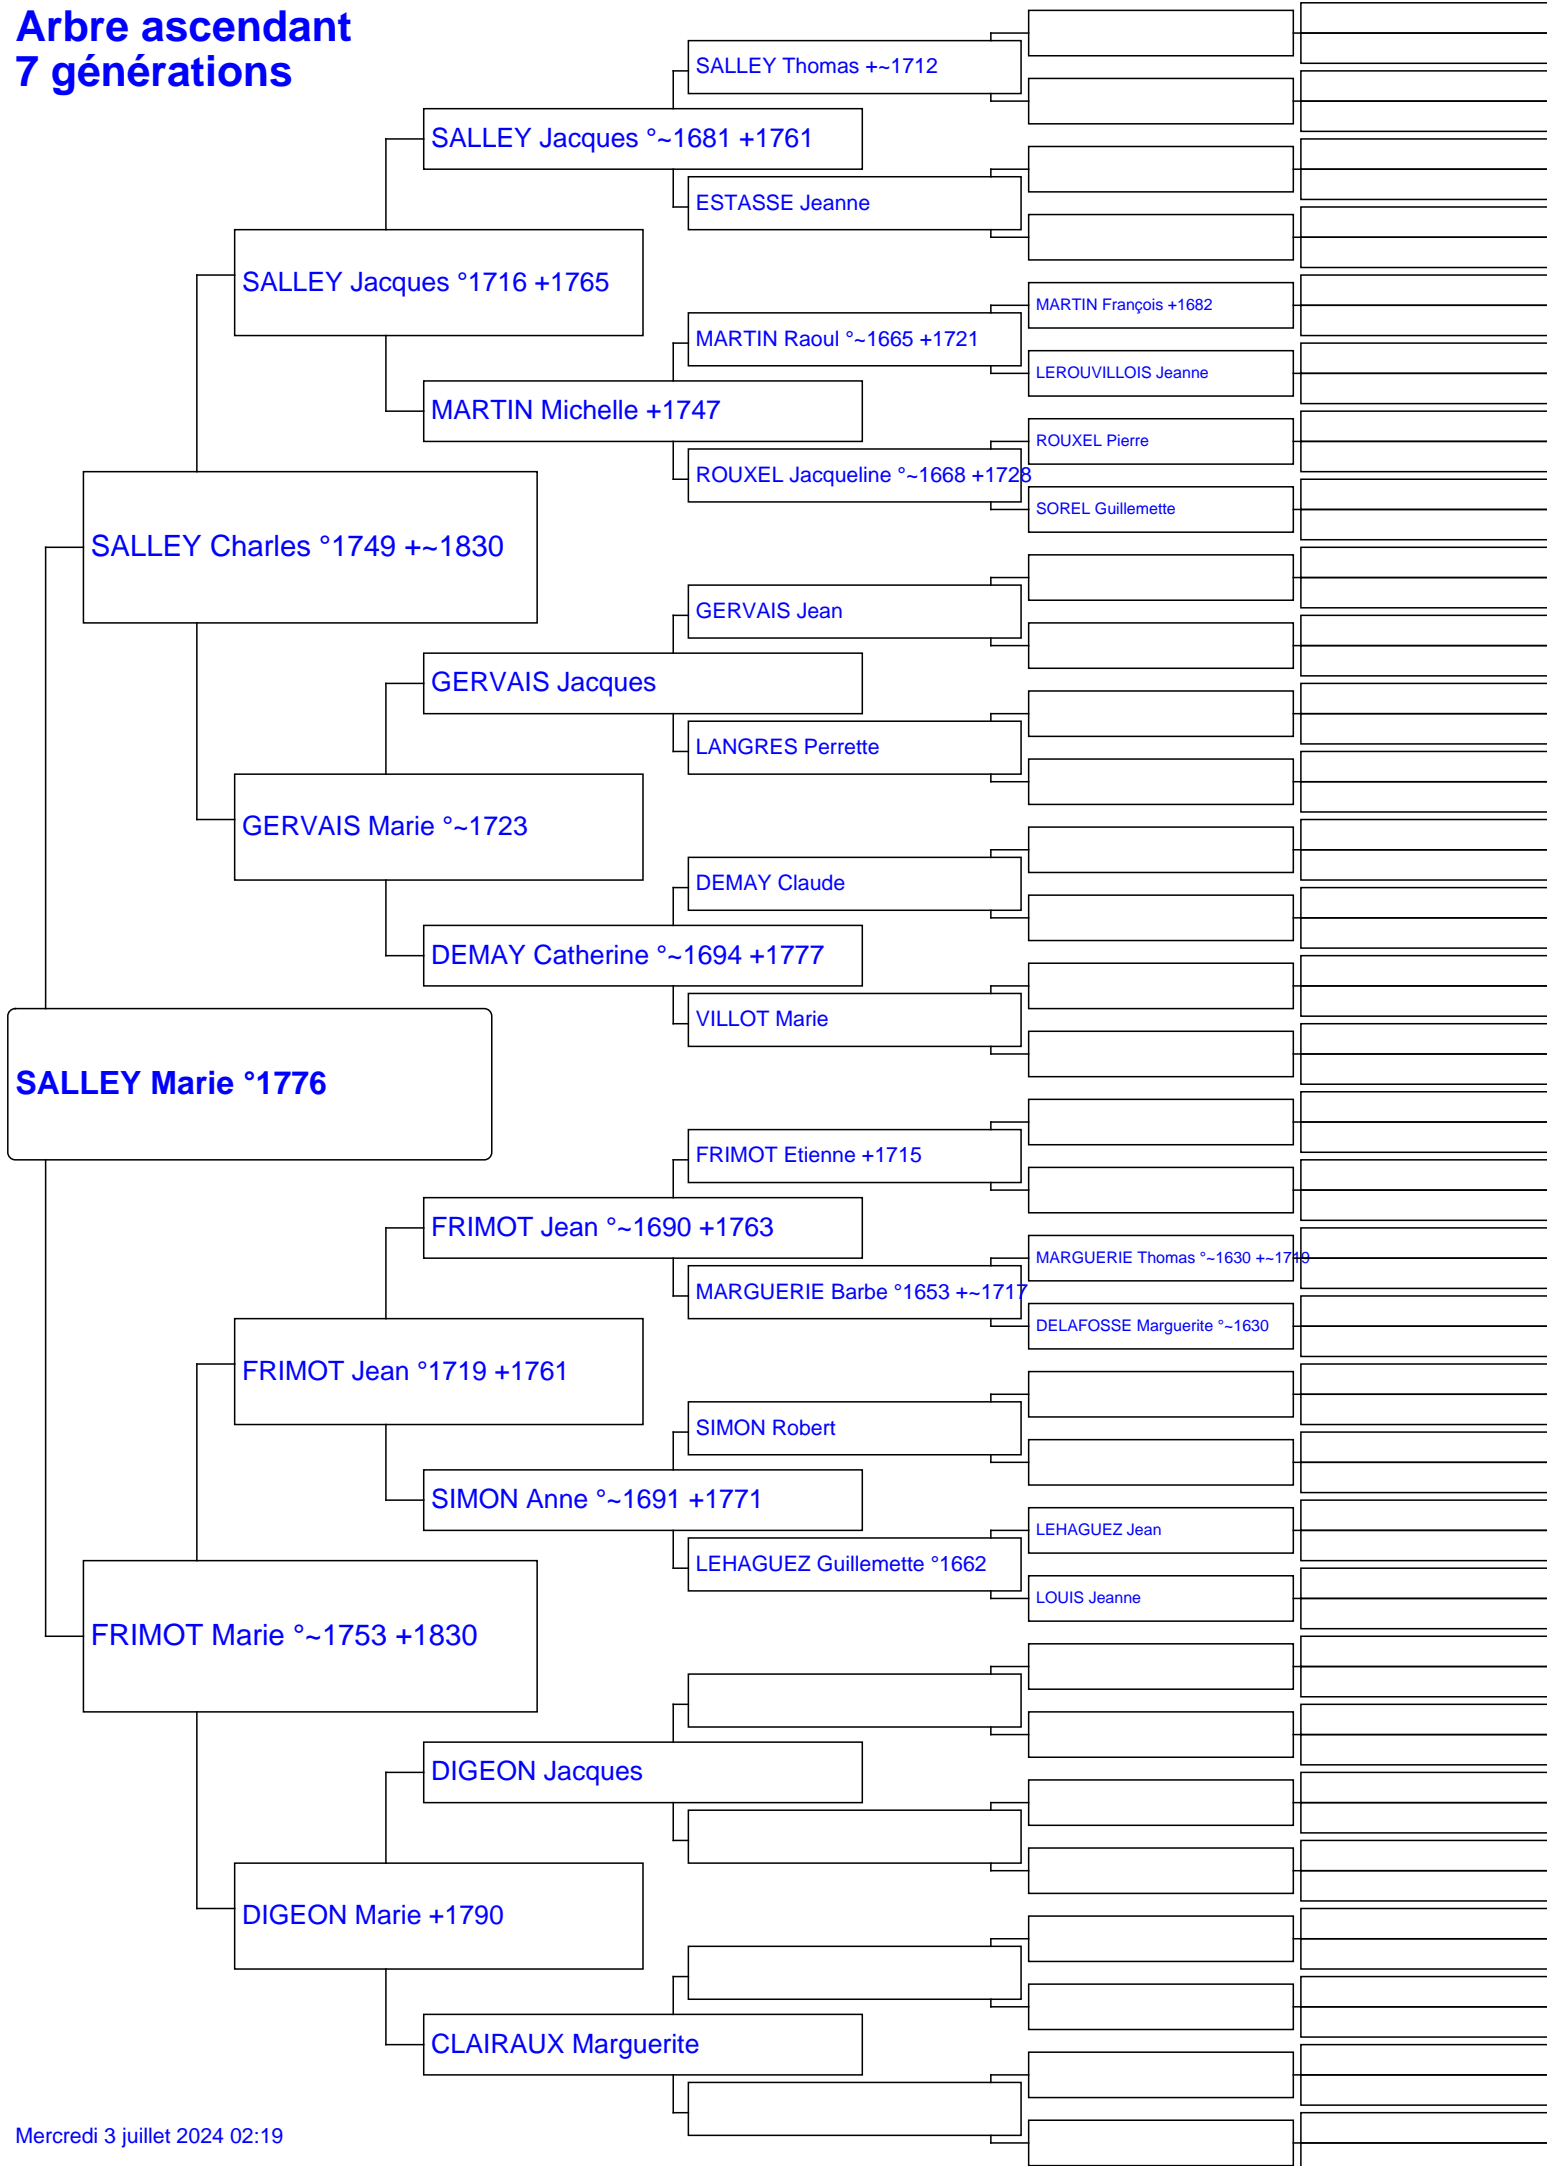 Arbre ascendant
7 générations
SALLEY Thomas +~1712
SALLEY Jacques °~1681 +1761
ESTASSE Jeanne
SALLEY Jacques °1716 +1765
MARTIN François +1682
MARTIN Raoul °~1665 +1721
LEROUVILLOIS Jeanne
MARTIN Michelle +1747
ROUXEL Pierre
ROUXEL Jacqueline °~1668 +1728
SOREL Guillemette
SALLEY Charles °1749 +~1830
GERVAIS Jean
GERVAIS Jacques
LANGRES Perrette
GERVAIS Marie °~1723
DEMAY Claude
DEMAY Catherine °~1694 +1777
VILLOT Marie
SALLEY Marie °1776
FRIMOT Etienne +1715
FRIMOT Jean °~1690 +1763
MARGUERIE Thomas °~1630 +~1719
MARGUERIE Barbe °1653 +~1717
DELAFOSSE Marguerite °~1630
FRIMOT Jean °1719 +1761
SIMON Robert
SIMON Anne °~1691 +1771
LEHAGUEZ Jean
LEHAGUEZ Guillemette °1662
LOUIS Jeanne
FRIMOT Marie °~1753 +1830
DIGEON Jacques
DIGEON Marie +1790
CLAIRAUX Marguerite
Mercredi 3 juillet 2024 02:19